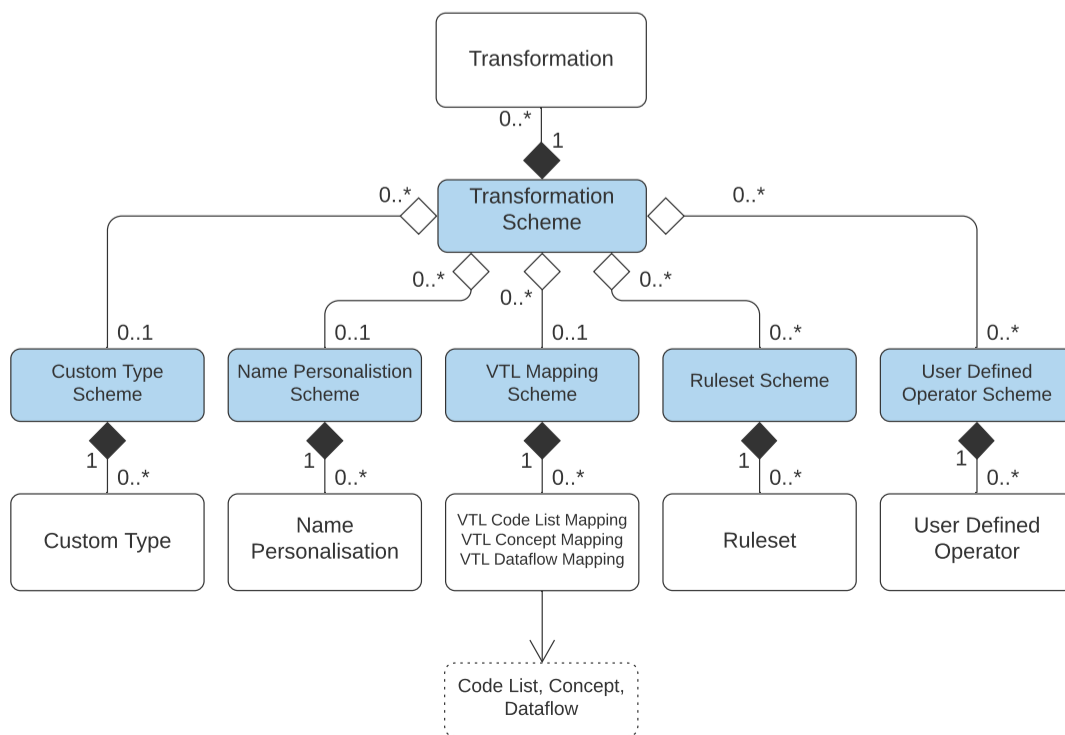 Transformation
0..*
1
Transformation
Scheme
0..*
0..*
0..*
0..*
0..*
0..1
0..1
0..1
0..*
0..*
Custom Type
Scheme
Name Personalistion
Scheme
VTL Mapping
Scheme
Ruleset Scheme
User Defined
Operator Scheme
1
0..*
1
0..*
1
0..*
1
0..*
1
0..*
Custom Type
Name
Personalisation
VTL Code List Mapping
VTL Concept Mapping
VTL Dataflow Mapping
Ruleset
User Defined
Operator
Code List, Concept,
Dataflow